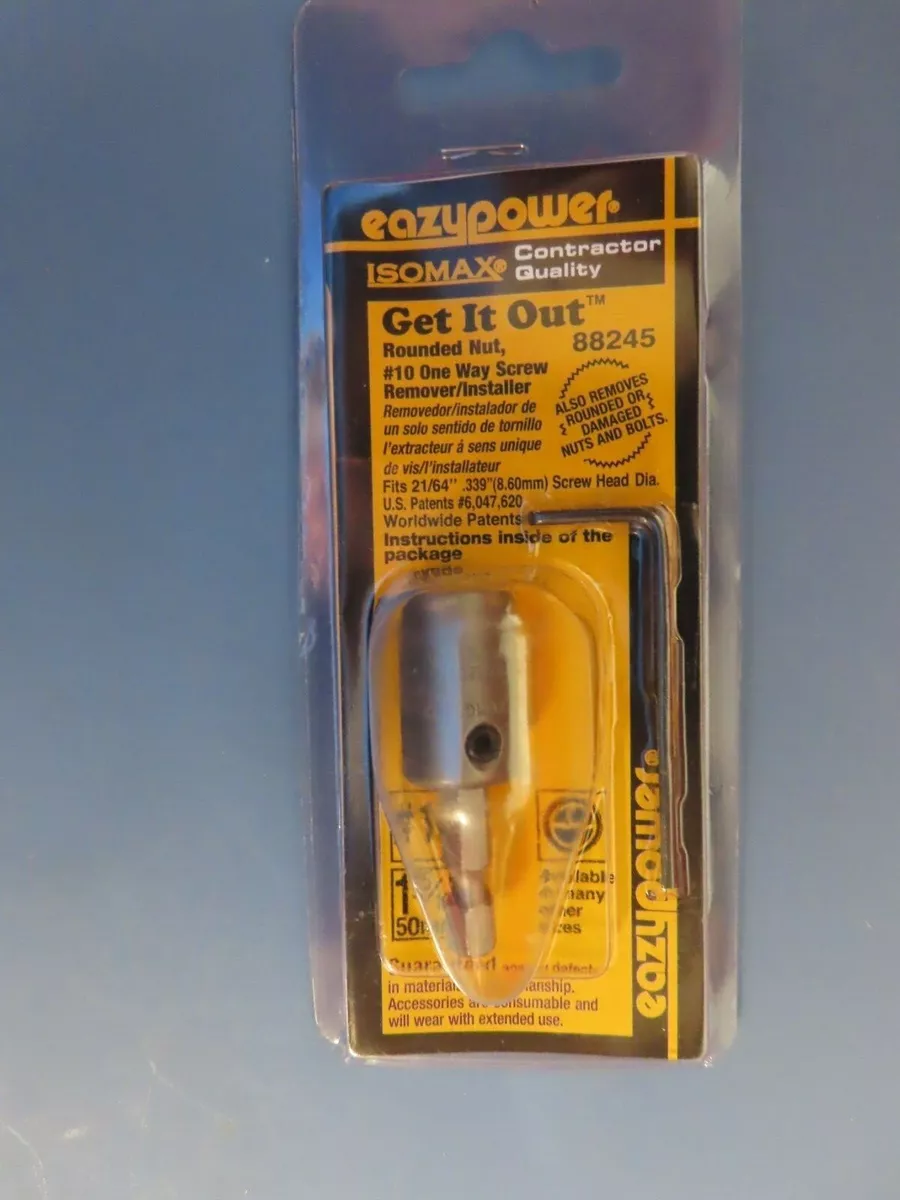 eazypower®
ISOMAX® Contractor Quality
Get It Out™
88245
Rounded Nut,
#10 One Way Screw
Remover/Installer
Removedor/instalador de
un solo sentido de tornillo
l'extracteur á sens unique
de vis/l'installateur
ALSO REMOVES
ROUNDED OR
DAMAGED
NUTS AND BOLTS.
Fits 21/64" .339"(8.60mm) Screw Head Dia.
U.S. Patents #6,047,620
Worldwide Patents
Instructions inside of the
package
many
in material
Accessories are consumable and
will wear with extended use.
eazypower®